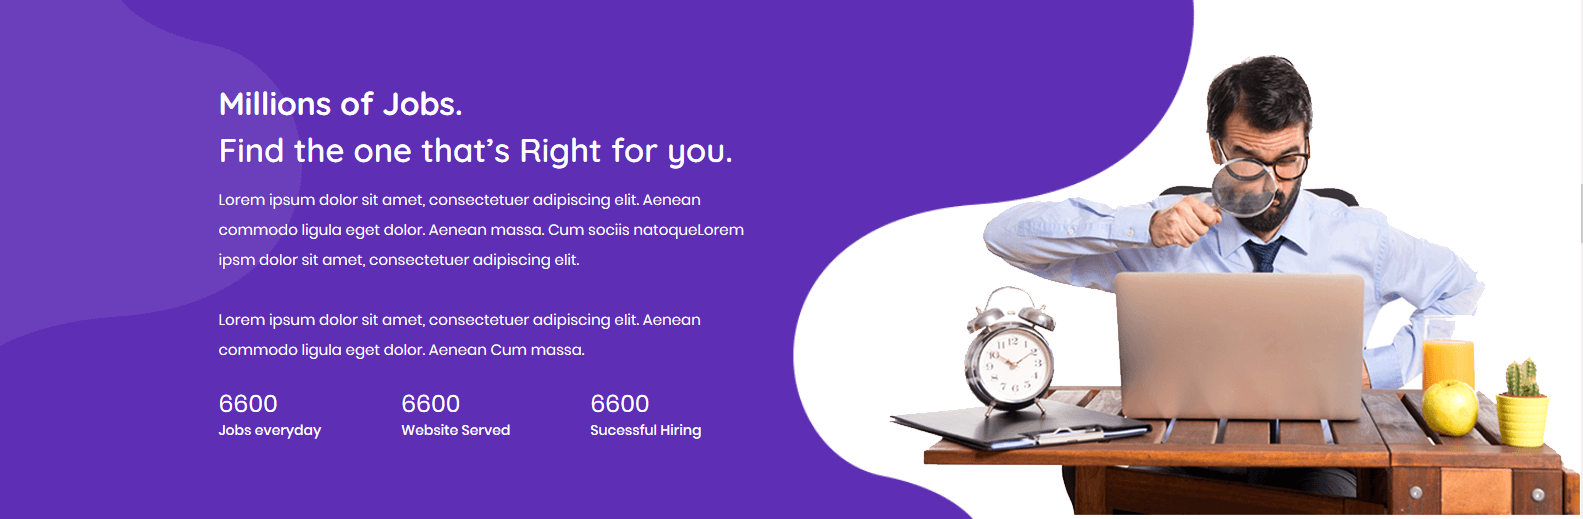 Millions of Jobs.
Find the one that’s Right for you.
Lorem ipsum dolor sit amet, consectetuer adipiscing elit. Aenean
commodo ligula eget dolor. Aenean massa. Cum sociis natoqueLorem
ipsm dolor sit amet, consectetuer adipiscing elit.
Lorem ipsum dolor sit amet, consectetuer adipiscing elit. Aenean
commodo ligula eget dolor. Aenean Cum massa.
6600 6600 6600
Jobs everyday Website Served Sucessful Hiring